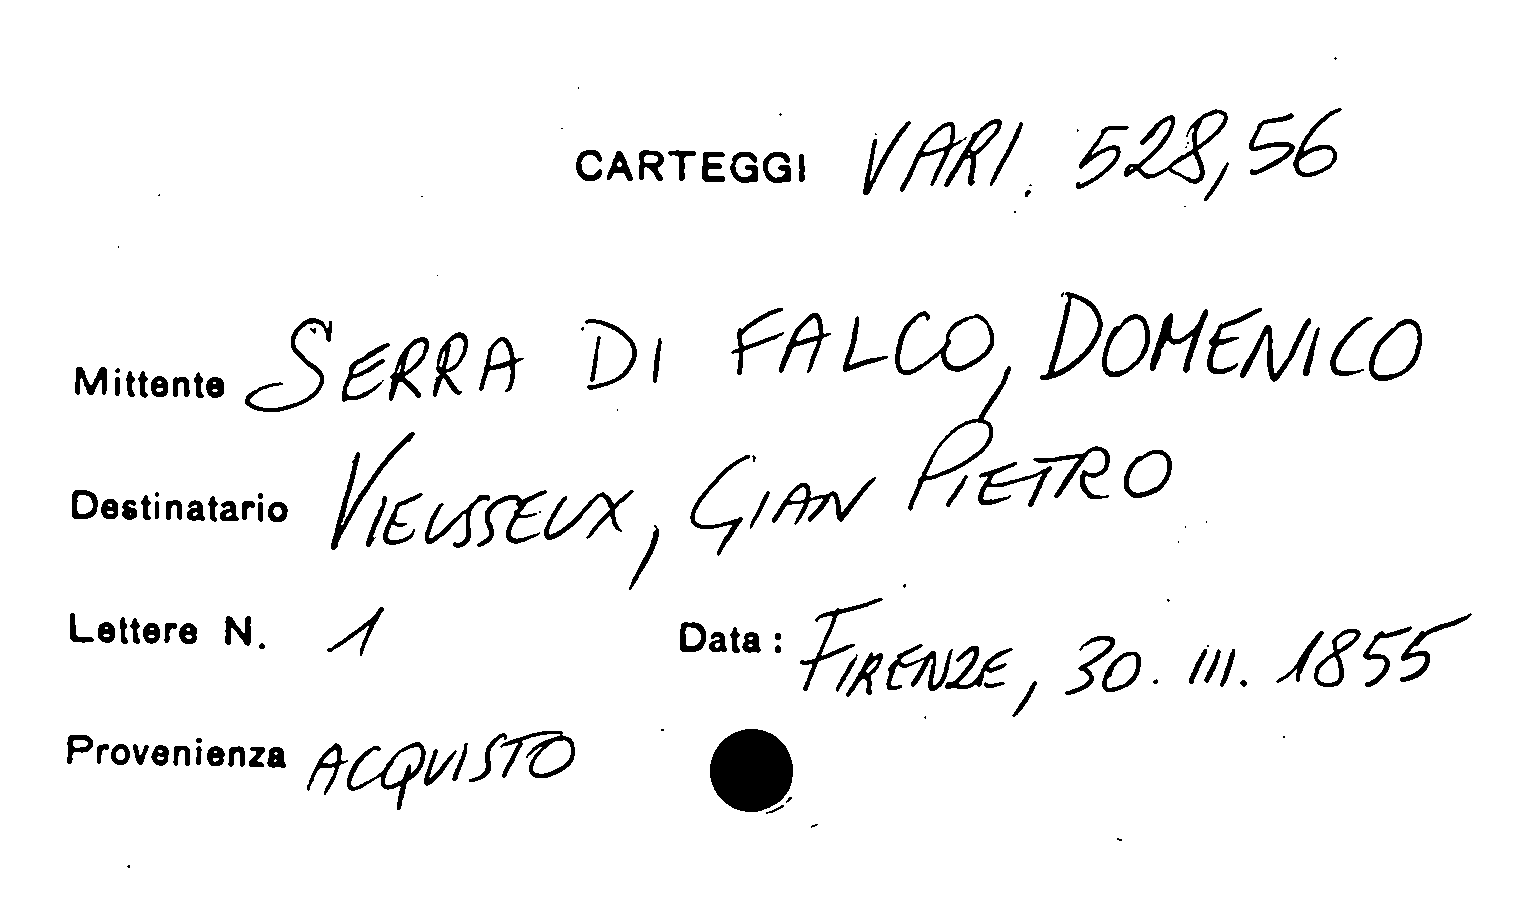 CARTEGGI VARI. 528,56
Mittente SERRA DI FALCO, DOMENICO
Destinatario VIEUSSEUX, GIAN PIETRO
Lettere N. 1 Data: FIRENZE, 30. III. 1855
Provenienza ACQUISTO